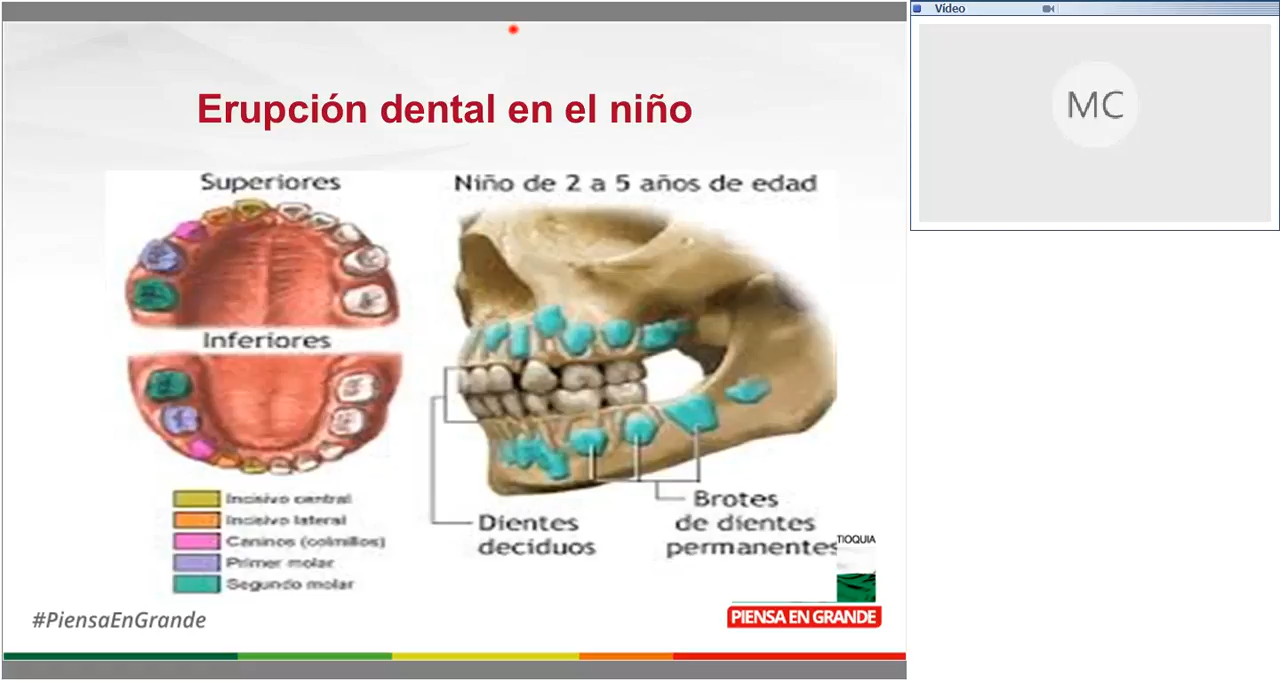 Vídeo
MC
Erupción dental en el niño
Superiores
Inferiores
Incisivo central
Incisivo lateral
Caninos (colmillos)
Primer molar
Segundo molar
Niño de 2 a 5 años de edad
Dientes
deciduos
Brotes
de dientes
permanentes
TIOQUIA
#PiensaEnGrande
PIENSA EN GRANDE